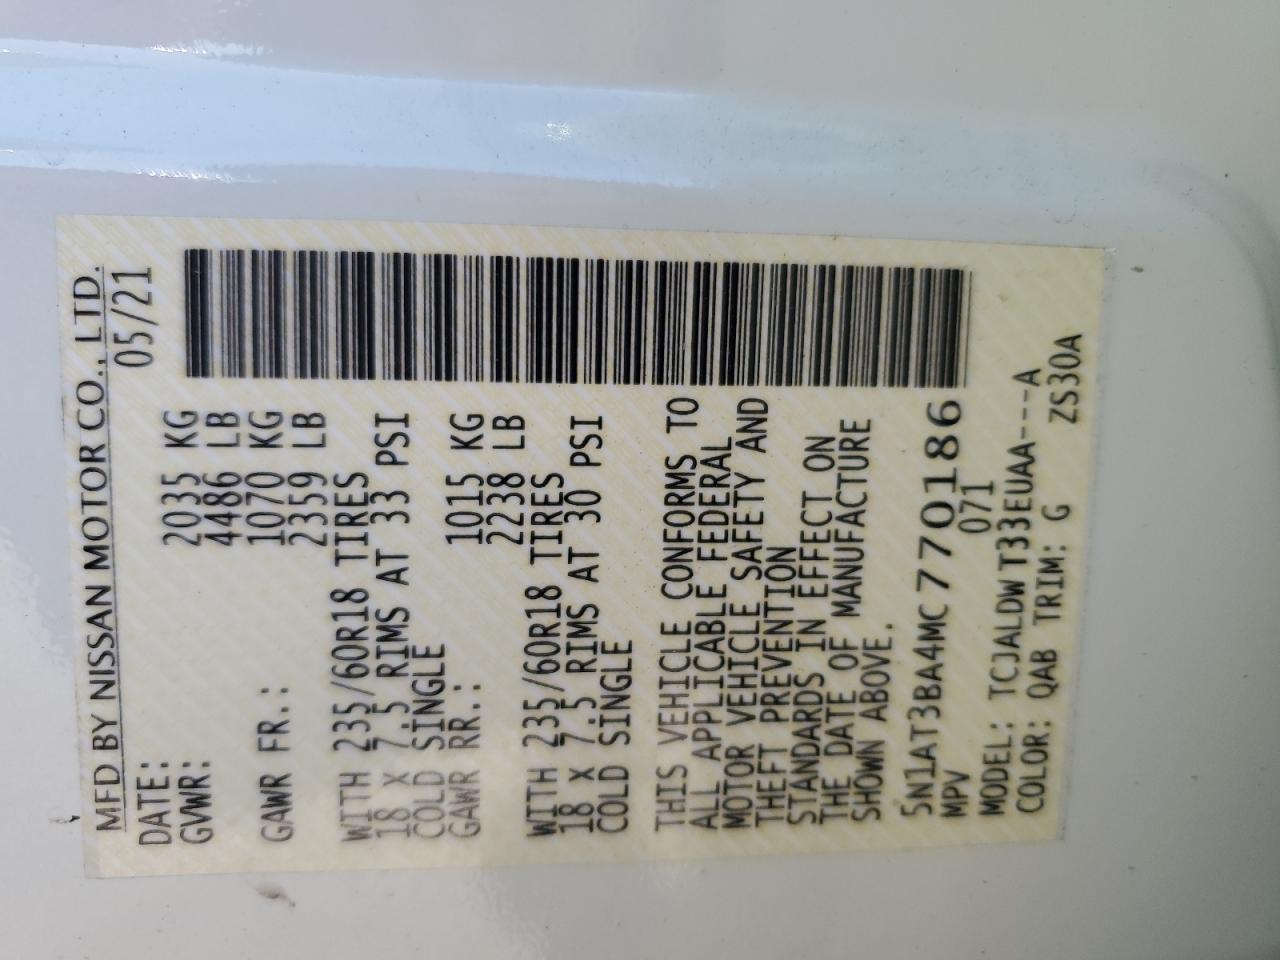 MFD BY NISSAN MOTOR CO., LTD.
DATE: 05/21
GVWR: 2035 KG
4486 LB
GAWR FR.: 1070 KG
2359 LB
WITH 235/60R18 TIRES
18 X 7.5 RIMS AT 33 PSI
COLD SINGLE
GAWR RR.: 1015 KG
2238 LB
WITH 235/60R18 TIRES
18 X 7.5 RIMS AT 30 PSI
COLD SINGLE
THIS VEHICLE CONFORMS TO
ALL APPLICABLE FEDERAL
MOTOR VEHICLE SAFETY AND
THEFT PREVENTION
STANDARDS IN EFFECT ON
THE DATE OF MANUFACTURE
SHOWN ABOVE.
5N1AT3BA4MC770186
MPV 071
MODEL: TCJALDWT33EUAA---A
COLOR: QAB TRIM: G ZS30A